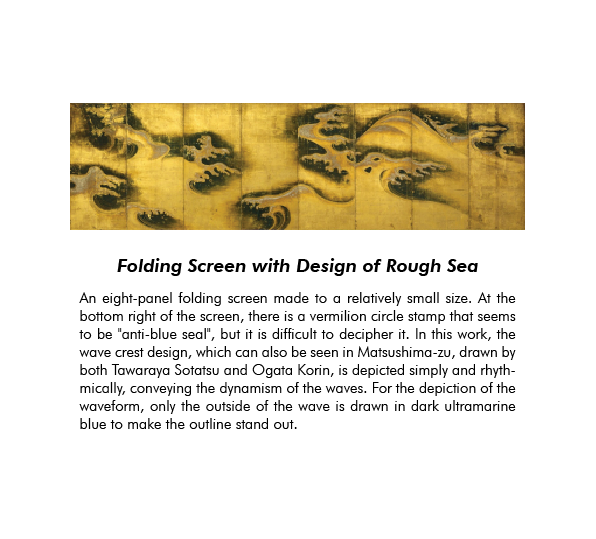 Folding Screen with Design of Rough Sea
An eight-panel folding screen made to a relatively small size. At the
bottom right of the screen, there is a vermilion circle stamp that seems
to be "anti-blue seal", but it is difficult to decipher it. In this work, the
wave crest design, which can also be seen in Matsushima-zu, drawn by
both Tawaraya Sotatsu and Ogata Korin, is depicted simply and rhyth-
mically, conveying the dynamism of the waves. For the depiction of the
waveform, only the outside of the wave is drawn in dark ultramarine
blue to make the outline stand out.